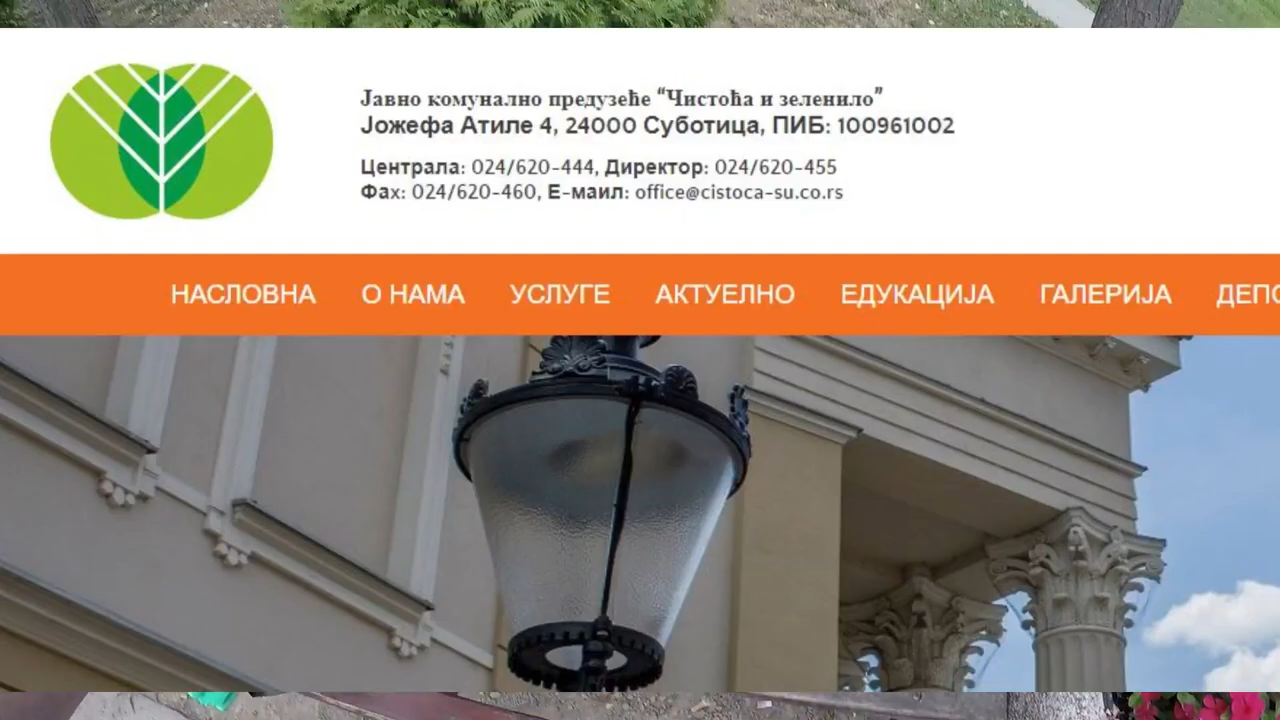 Јавно комунално предузеће “Чистоћа и зеленило”
Јожефа Атиле 4, 24000 Суботица, ПИБ: 100961002
Централа: 024/620-444, Директор: 024/620-455
Фах: 024/620-460, Е-маил: office@cistoca-su.co.rs
НАСЛОВНА О НАМА УСЛУГЕ АКТУЕЛНО ЕДУКАЦИЈА ГАЛЕРИЈА